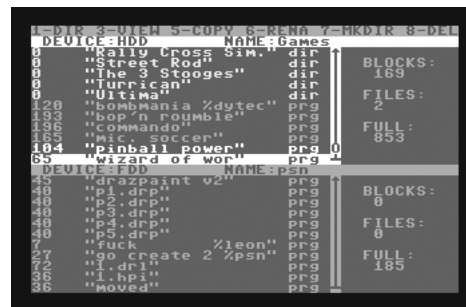 1-DIR 3-VIEW 5-COPY 6-RENA 7-MKDIR 8-DEL
DEVICE:HDD NAME:Games
0 "Rally Cross Sim." dir
0 "Street Rod" dir
0 "The 3 Stooges" dir
0 "Turrican" dir
0 "Ultima" dir
120 "bombmania %dytec" prg
193 "bop'n roumble" prg
196 "commando" prg
165 "mic. soccer" prg
104 "pinball power" prg
65 "wizard of wor" prg
BLOCKS:
169
FILES:
2
FULL:
853
DEVICE:FDD NAME:psn
45 "drazpaint v2" prg
40 "p1.drp" prg
40 "p2.drp" prg
40 "p3.drp" prg
40 "p4.drp" prg
40 "p5.drp" prg
7 "fuck %leon" prg
27 "go create 2 %psn" prg
72 "1.drl" prg
36 "1.hpi" prg
36 "moved" prg
BLOCKS:
0
FILES:
0
FULL:
185